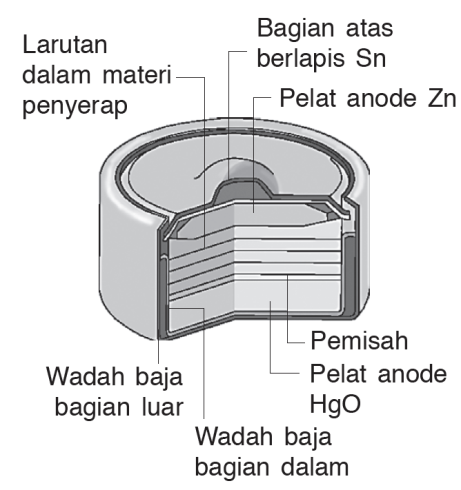 Larutan
dalam materi
penyerap
Bagian atas
berlapis Sn
Pelat anode Zn
Pemisah
Pelat anode
HgO
Wadah baja
bagian luar
Wadah baja
bagian dalam